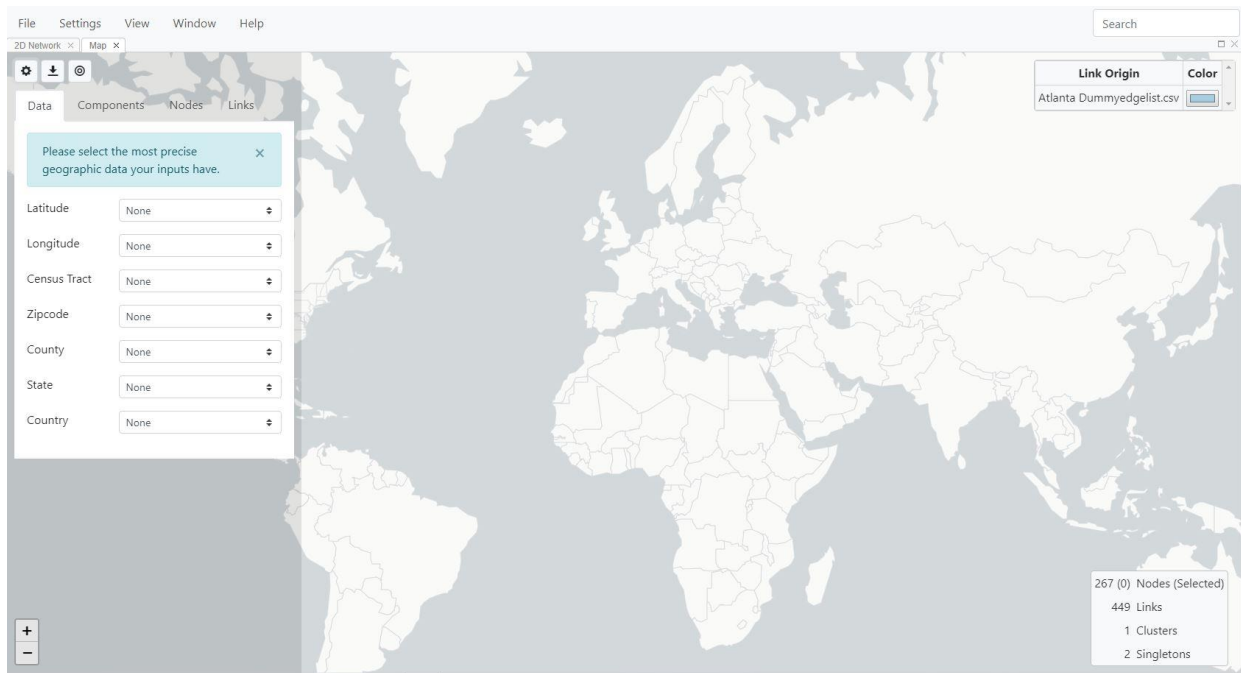 File Settings View Window Help Search
2D Network × Map ×
Data Components Nodes Links
Please select the most precise ×
geographic data your inputs have.
Latitude None
Longitude None
Census Tract None
Zipcode None
County None
State None
Country None
+
−
Link Origin Color
Atlanta Dummyedgelist.csv
267 (0) Nodes (Selected)
449 Links
1 Clusters
2 Singletons